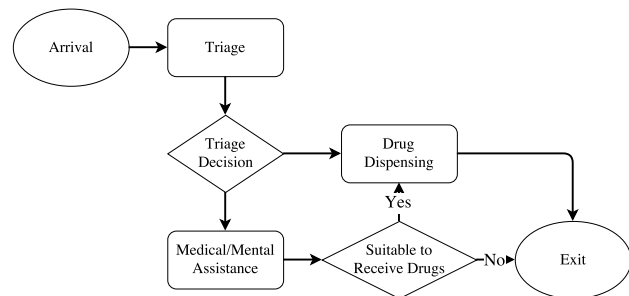 Arrival
Triage
Triage
Decision
Drug
Dispensing
Yes
Medical/Mental
Assistance
Suitable to
Receive Drugs
No
Exit